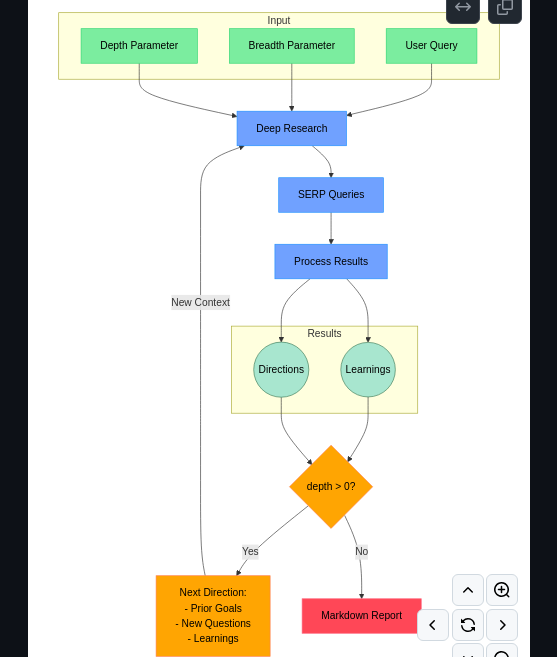 Input
Depth Parameter
Breadth Parameter
User Query
Deep Research
SERP Queries
Process Results
New Context
Results
Directions
Learnings
depth > 0?
Yes
No
Next Direction:
- Prior Goals
- New Questions
- Learnings
Markdown Report